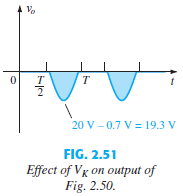 vₒ
0 T/2 T t
20 V – 0.7 V = 19.3 V
FIG. 2.51
Effect of V_K on output of
Fig. 2.50.